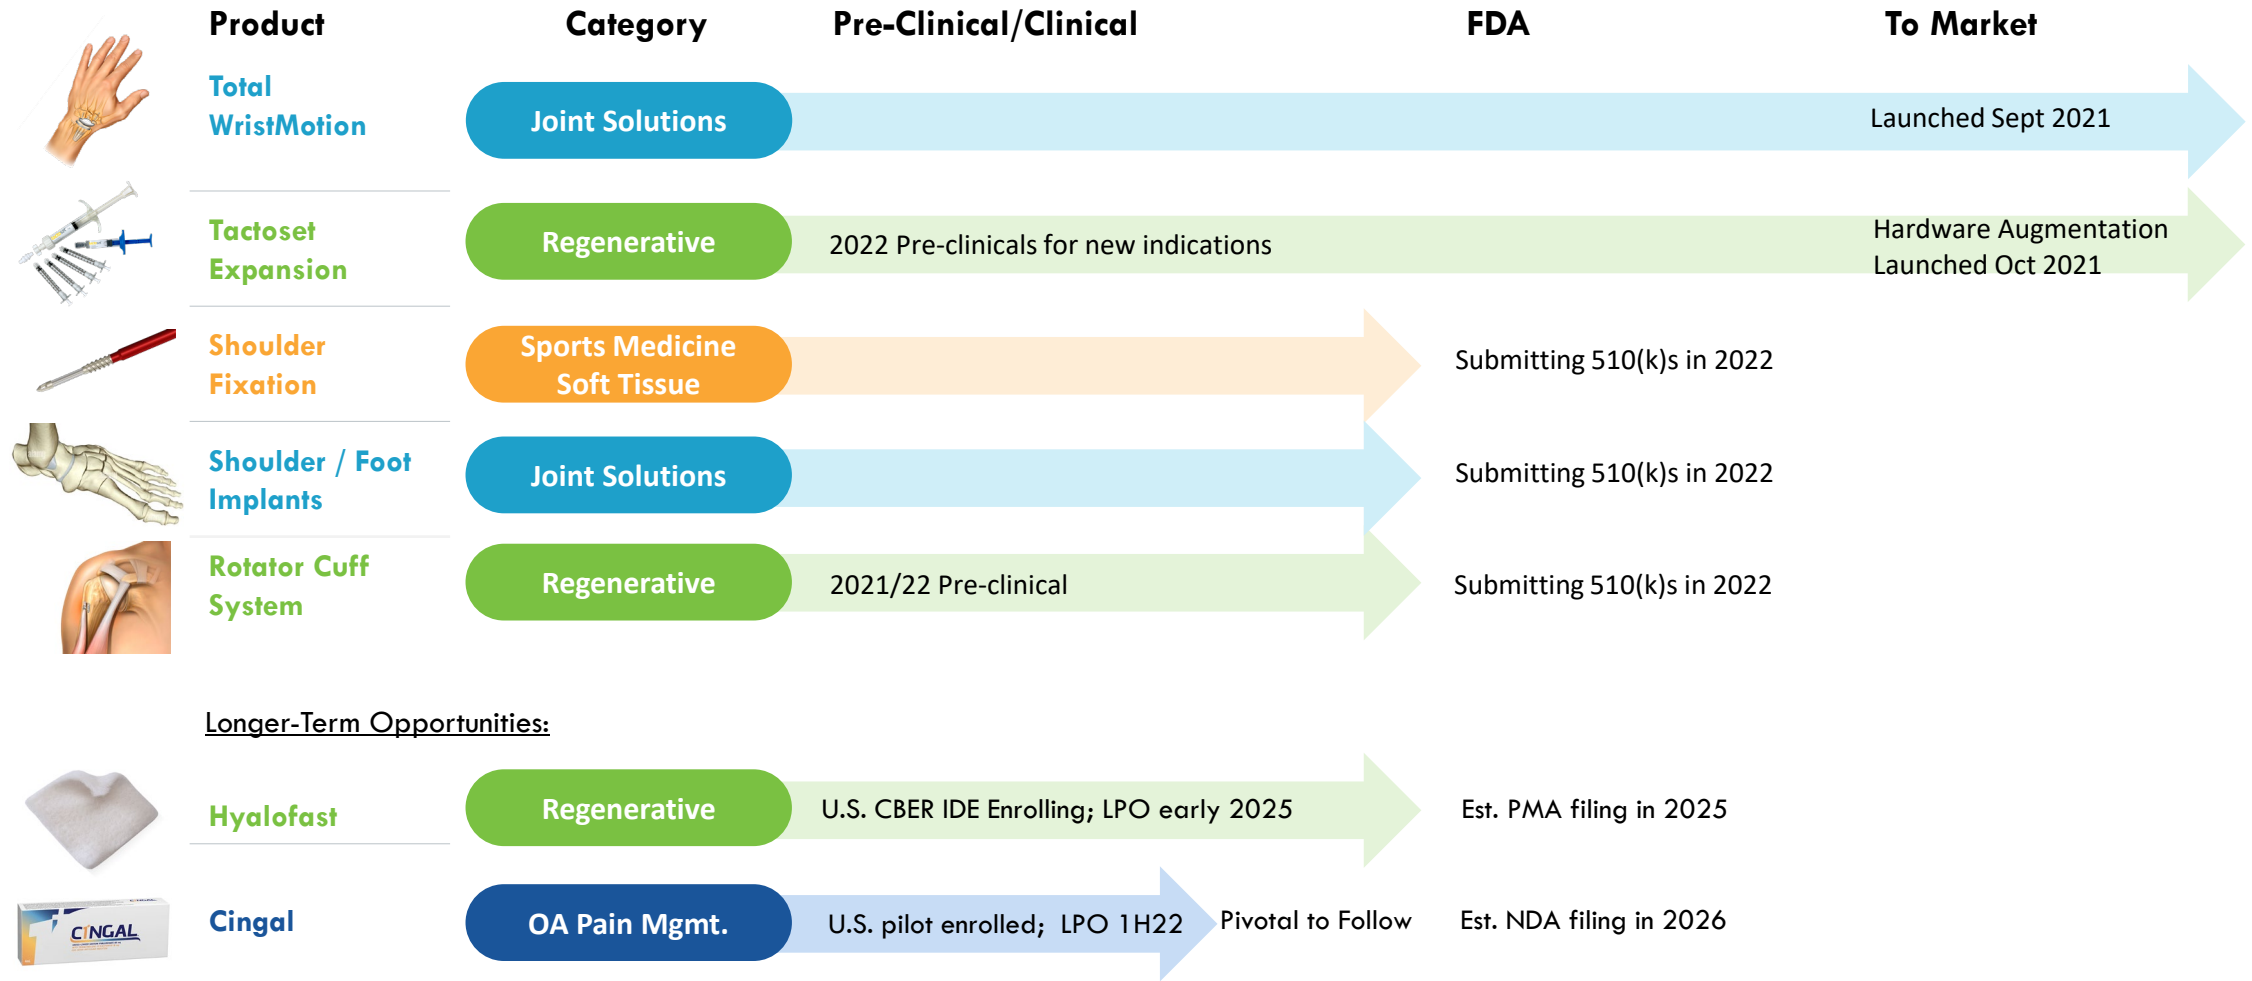 Product Category Pre-Clinical/Clinical FDA To Market
Total
WristMotion
Joint Solutions
Launched Sept 2021
Tactoset
Expansion
Regenerative
2022 Pre-clinicals for new indications
Hardware Augmentation
Launched Oct 2021
Shoulder
Fixation
Sports Medicine
Soft Tissue
Submitting 510(k)s in 2022
Shoulder / Foot
Implants
Joint Solutions
Submitting 510(k)s in 2022
Rotator Cuff
System
Regenerative
2021/22 Pre-clinical
Submitting 510(k)s in 2022
Longer-Term Opportunities:
Hyalofast
Regenerative
U.S. CBER IDE Enrolling; LPO early 2025
Est. PMA filing in 2025
CINGAL
Cingal
OA Pain Mgmt.
U.S. pilot enrolled; LPO 1H22
Pivotal to Follow
Est. NDA filing in 2026